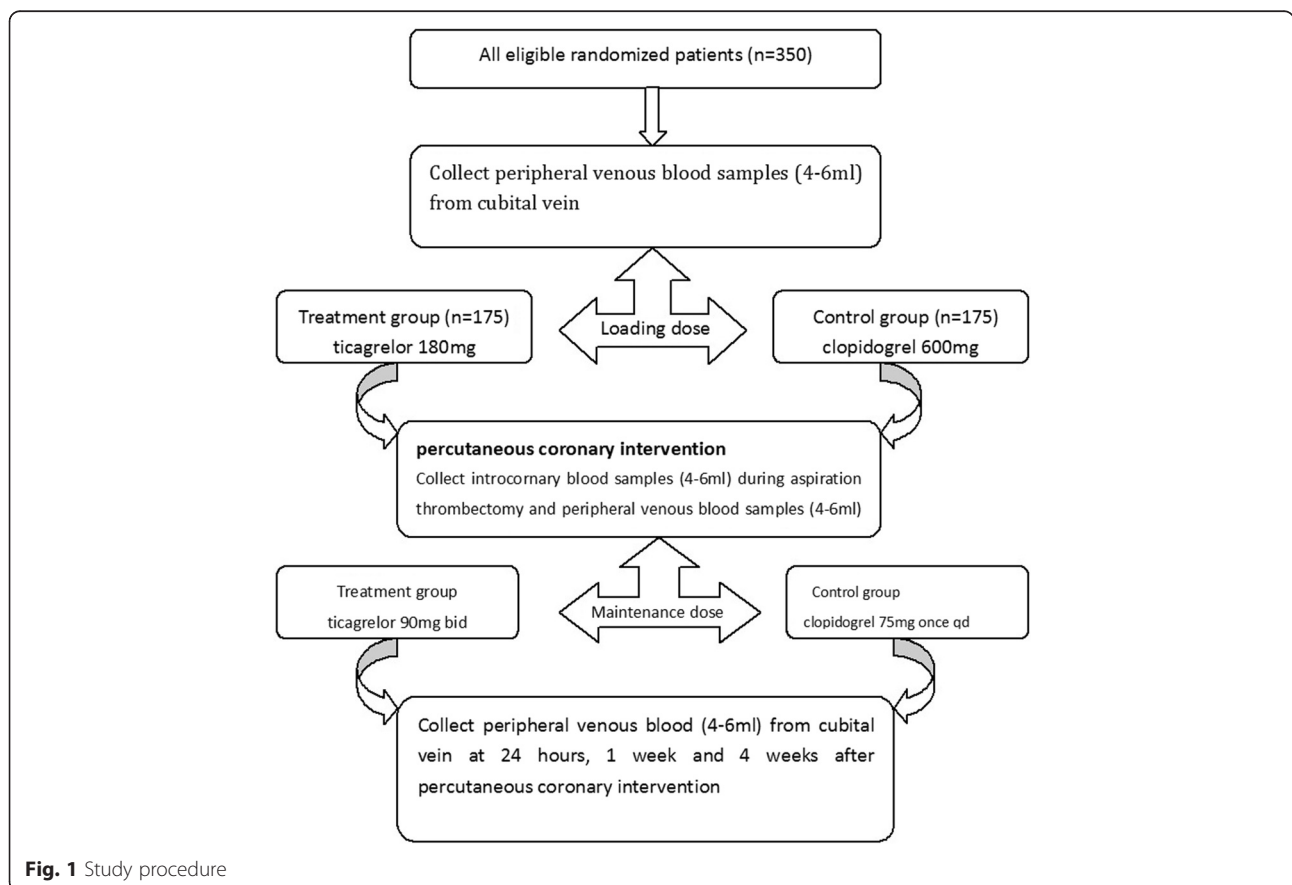 All eligible randomized patients (n=350)
Collect peripheral venous blood samples (4-6ml)
from cubital vein
Treatment group (n=175)
ticagrelor 180mg
Loading dose
Control group (n=175)
clopidogrel 600mg
percutaneous coronary intervention
Collect introcornary blood samples (4-6ml) during aspiration
thrombectomy and peripheral venous blood samples (4-6ml)
Treatment group
ticagrelor 90mg bid
Maintenance dose
Control group
clopidogrel 75mg once qd
Collect peripheral venous blood (4-6ml) from cubital
vein at 24 hours, 1 week and 4 weeks after
percutaneous coronary intervention
Fig. 1 Study procedure